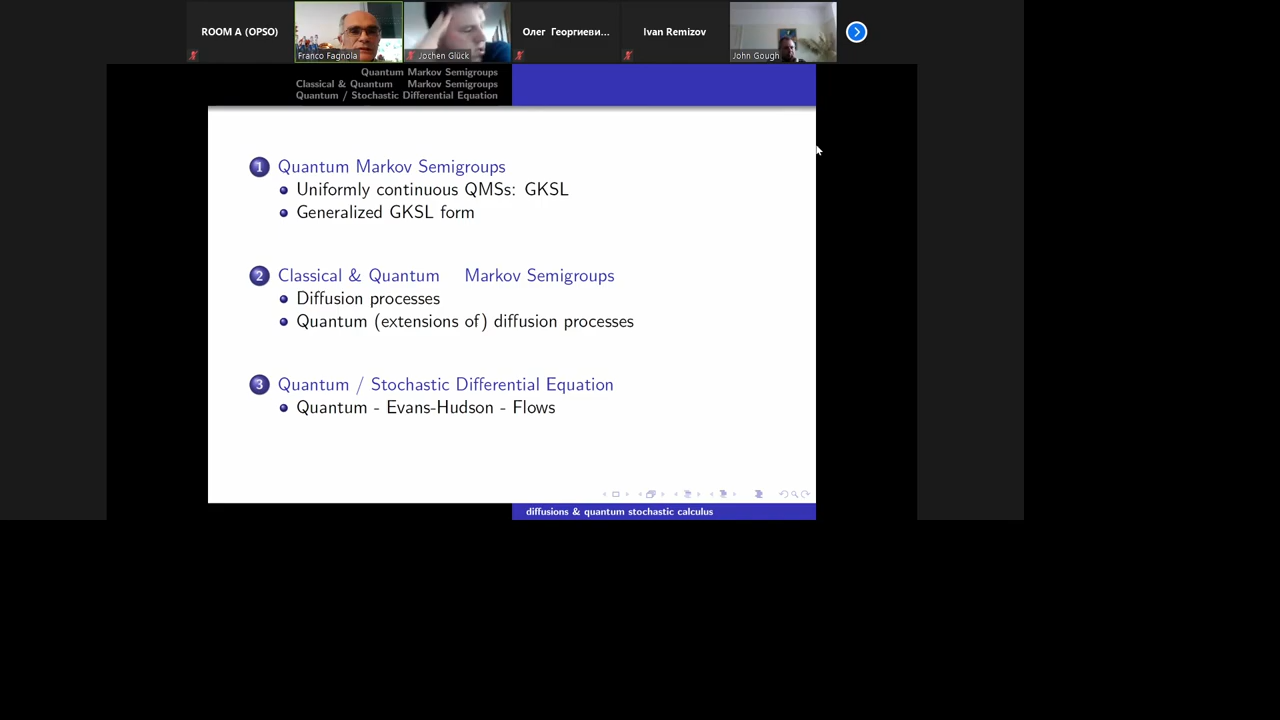 ROOM A (OPSO)
Franco Fagnola
Jochen Glück
Олег Георгиеви...
Ivan Remizov
John Gough
Quantum Markov Semigroups
Classical & Quantum Markov Semigroups
Quantum / Stochastic Differential Equation
1 Quantum Markov Semigroups
Uniformly continuous QMSs: GKSL
Generalized GKSL form
2 Classical & Quantum Markov Semigroups
Diffusion processes
Quantum (extensions of) diffusion processes
3 Quantum / Stochastic Differential Equation
Quantum - Evans-Hudson - Flows
diffusions & quantum stochastic calculus